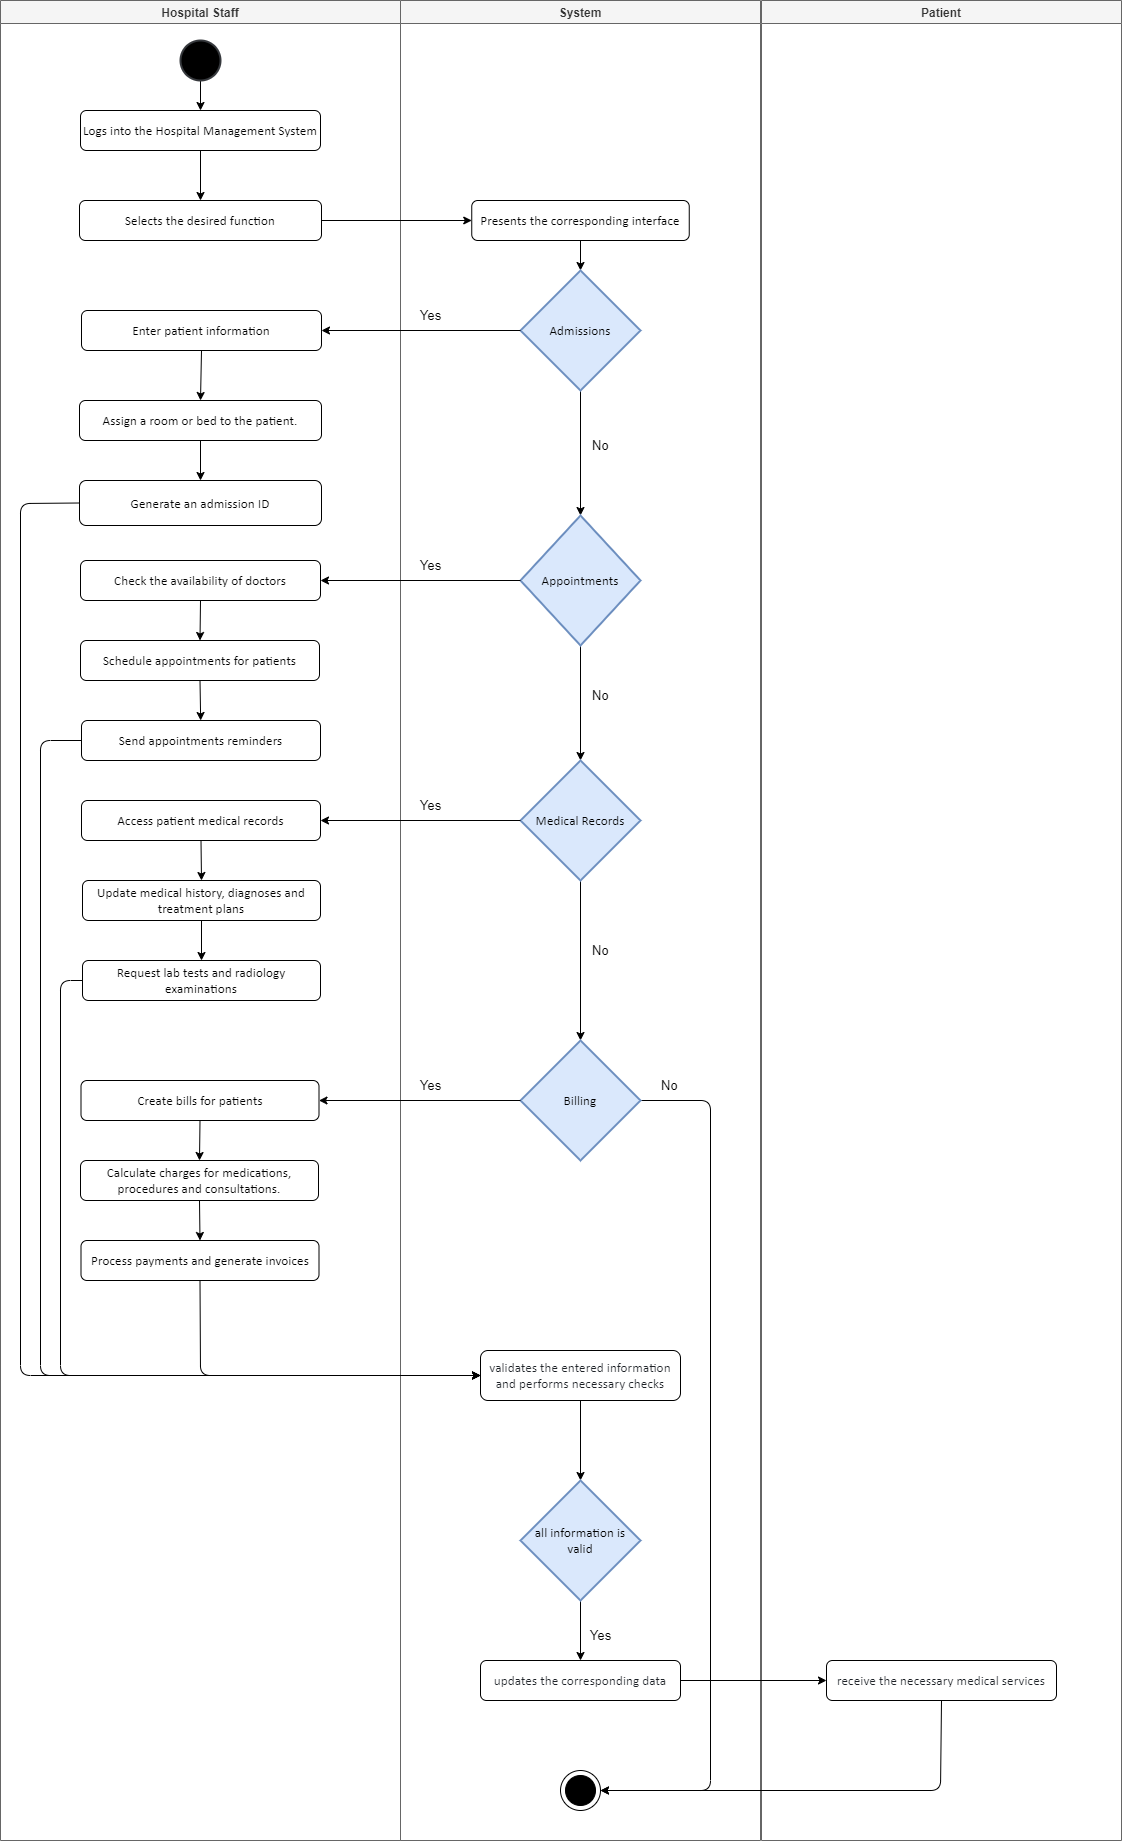 Hospital Staff
System
Patient
Logs into the Hospital Management System
Selects the desired function
Presents the corresponding interface
Admissions
Yes
Enter patient information
Assign a room or bed to the patient.
No
Generate an admission ID
Appointments
Yes
Check the availability of doctors
Schedule appointments for patients
No
Send appointments reminders
Medical Records
Yes
Access patient medical records
Update medical history, diagnoses and
treatment plans
No
Request lab tests and radiology
examinations
Billing
Yes
No
Create bills for patients
Calculate charges for medications,
procedures and consultations.
Process payments and generate invoices
validates the entered information
and performs necessary checks
all information is
valid
Yes
updates the corresponding data
receive the necessary medical services